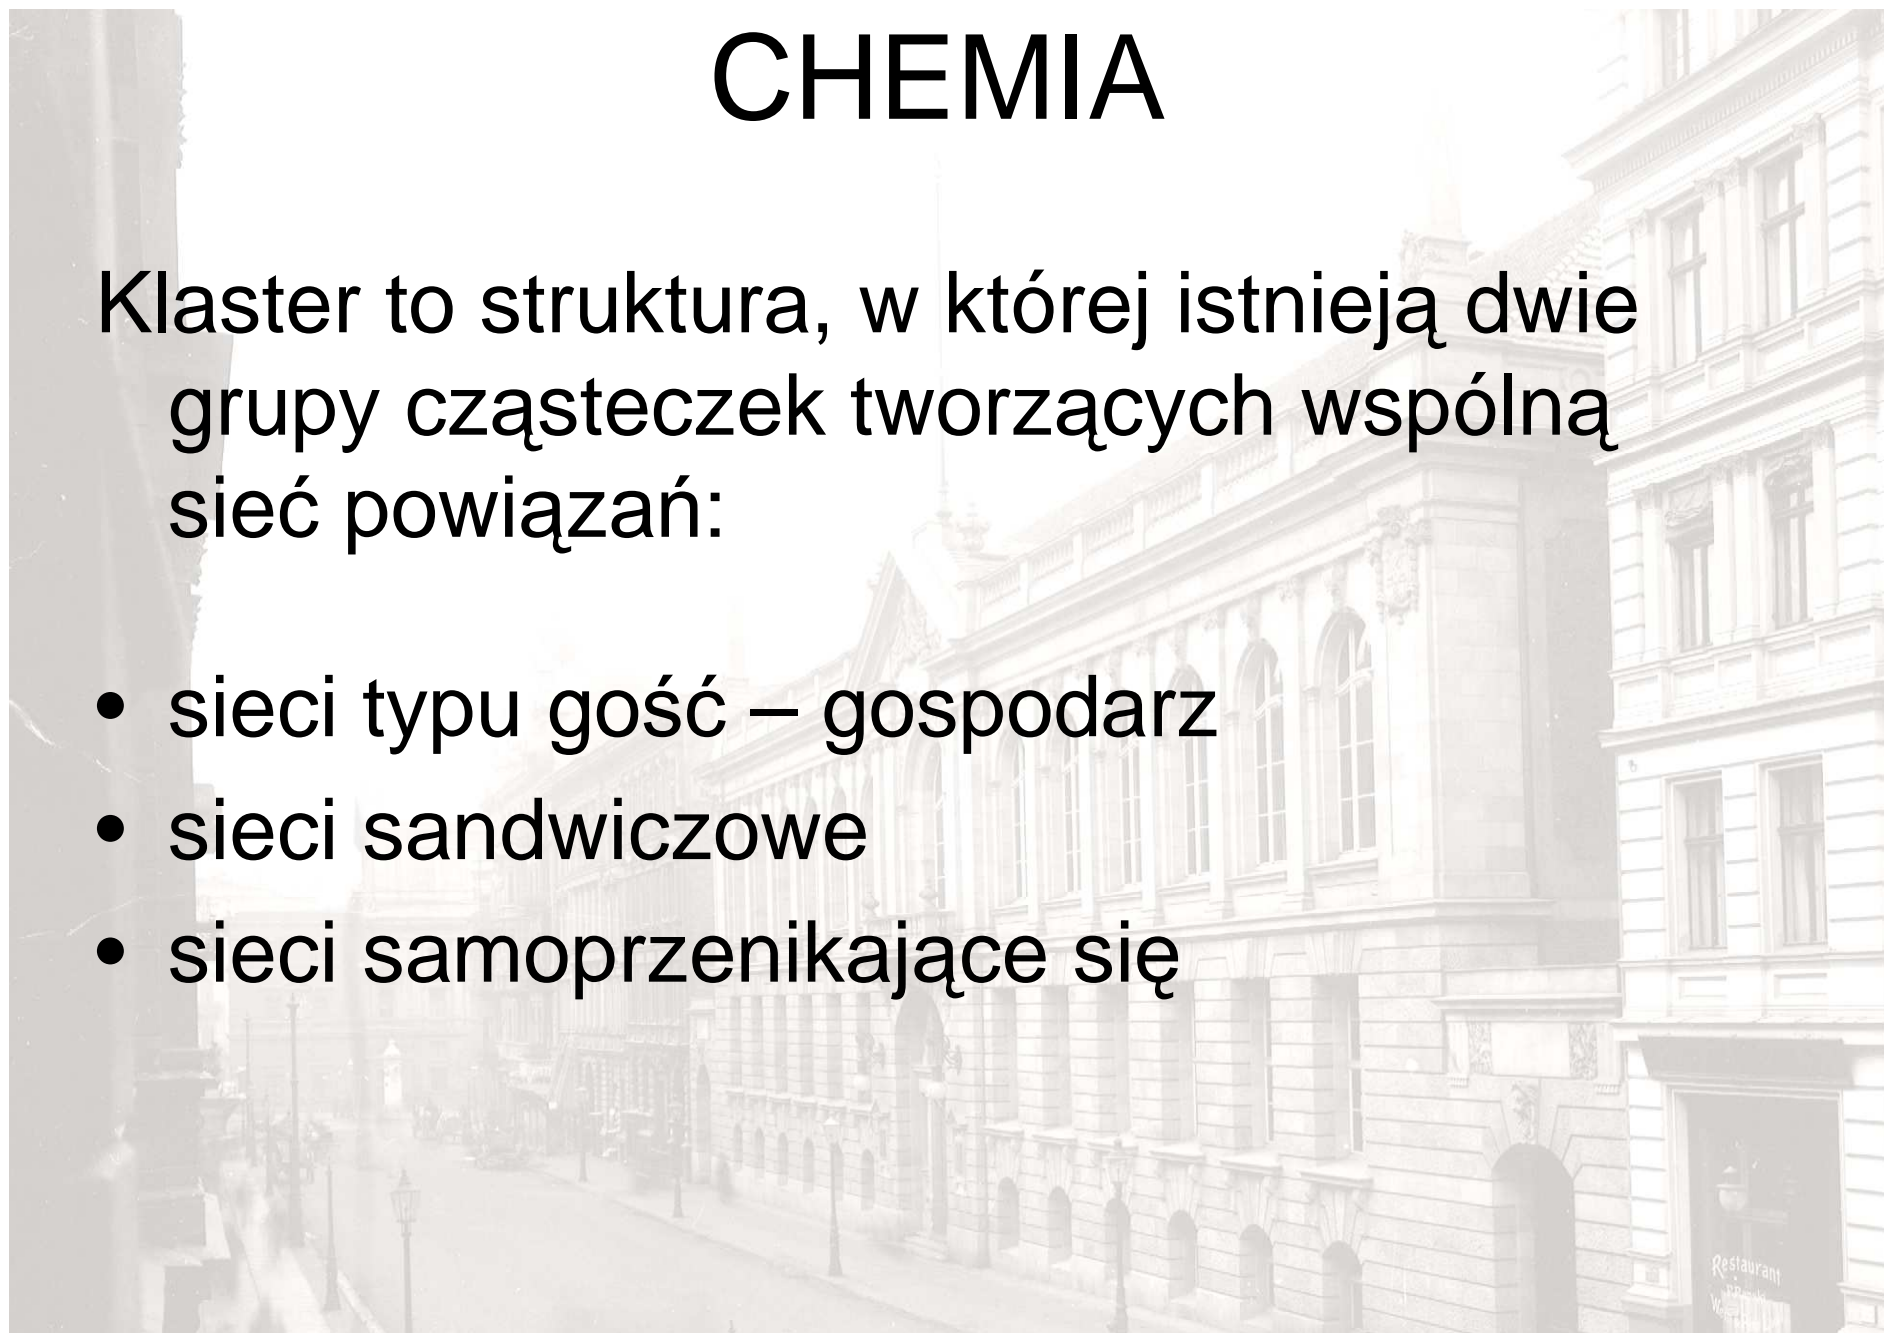 CHEMIA
Klaster to struktura, w której istnieją dwie
grupy cząsteczek tworzących wspólną
sieć powiązań:
• sieci typu gość – gospodarz
• sieci sandwiczowe
• sieci samoprzenikające się
Restaurant